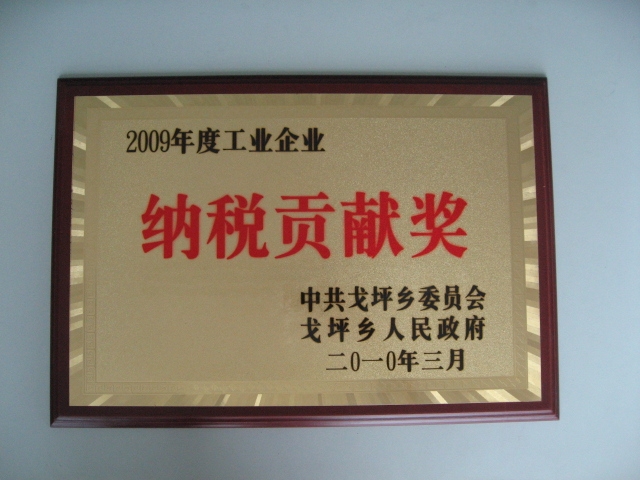 2009年度工业企业
纳税贡献奖
中共戈坪乡委员会
戈坪乡人民政府
二0一0年三月